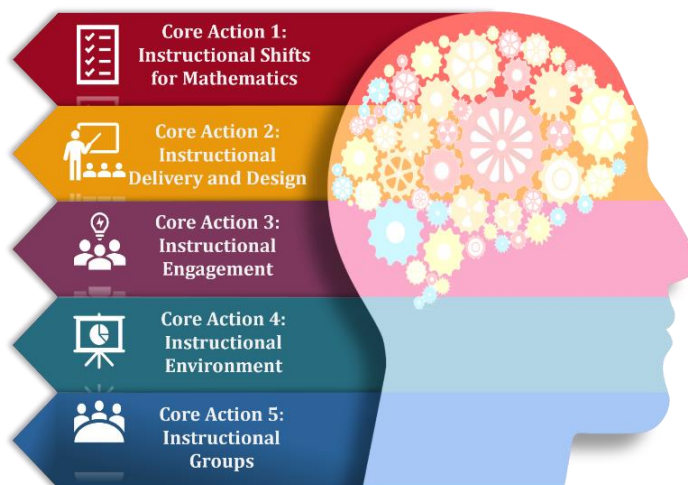 Core Action 1:
Instructional Shifts
for Mathematics
Core Action 2:
Instructional
Delivery and Design
Core Action 3:
Instructional
Engagement
Core Action 4:
Instructional
Environment
Core Action 5:
Instructional
Groups